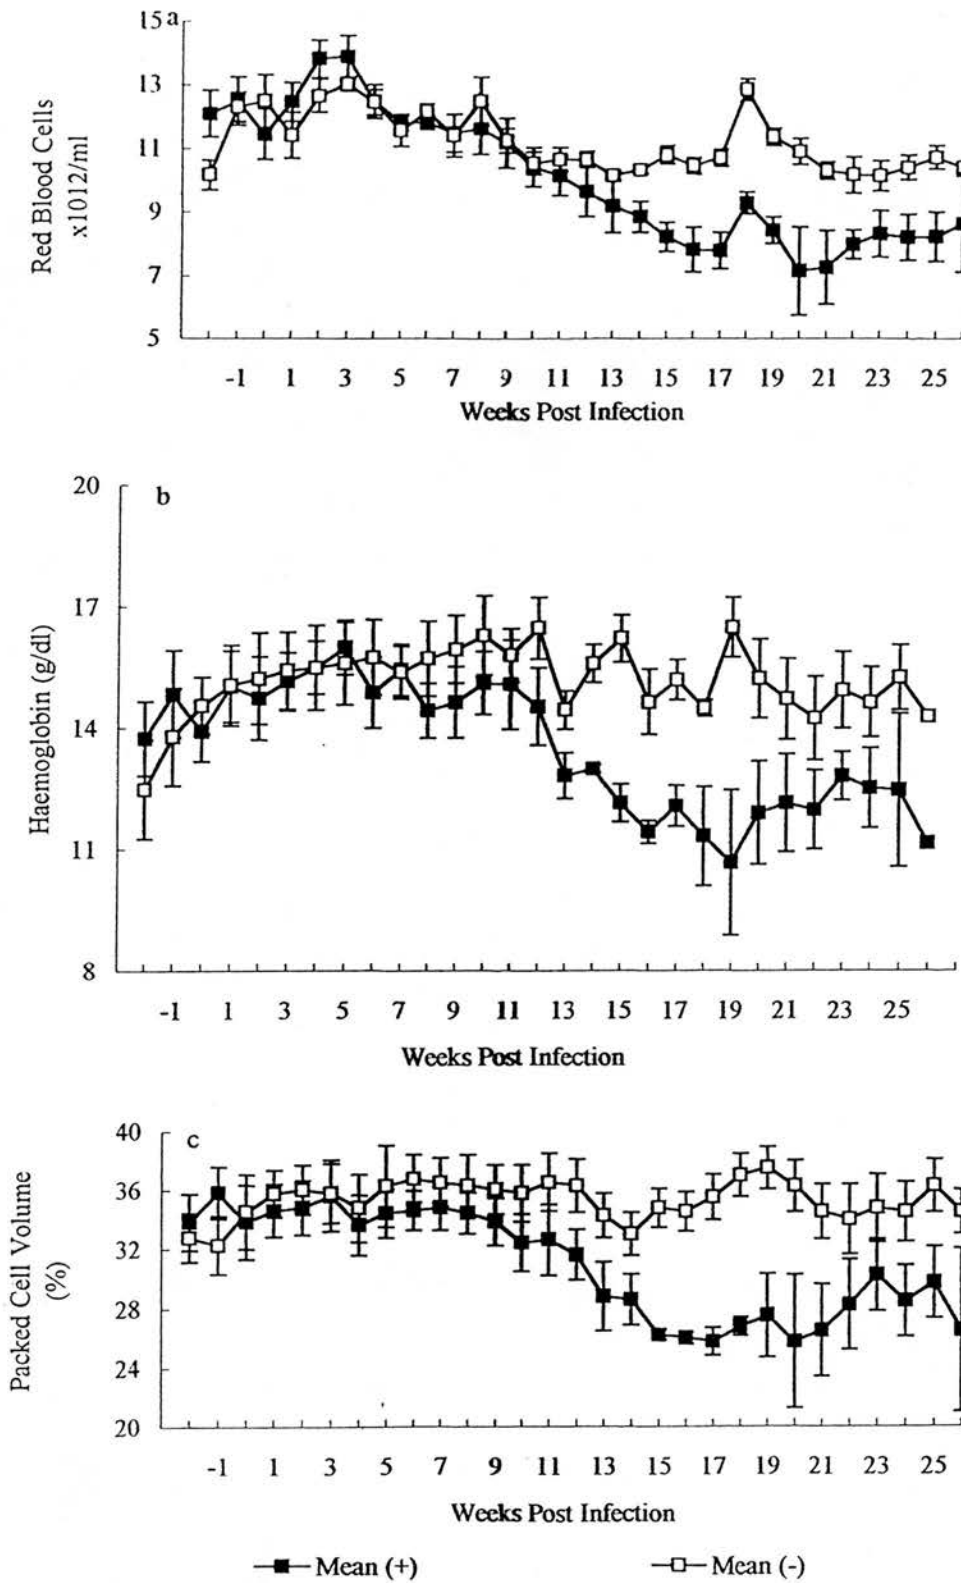 15 a
13
11
9
7
5
Red Blood Cells
x1012/ml
-1 1 3 5 7 9 11 13 15 17 19 21 23 25
Weeks Post Infection
20 b
17
14
11
8
Haemoglobin (g/dl)
-1 1 3 5 7 9 11 13 15 17 19 21 23 25
Weeks Post Infection
40 c
36
32
28
24
20
Packed Cell Volume
(%)
-1 1 3 5 7 9 11 13 15 17 19 21 23 25
Weeks Post Infection
Mean (+) Mean (-)